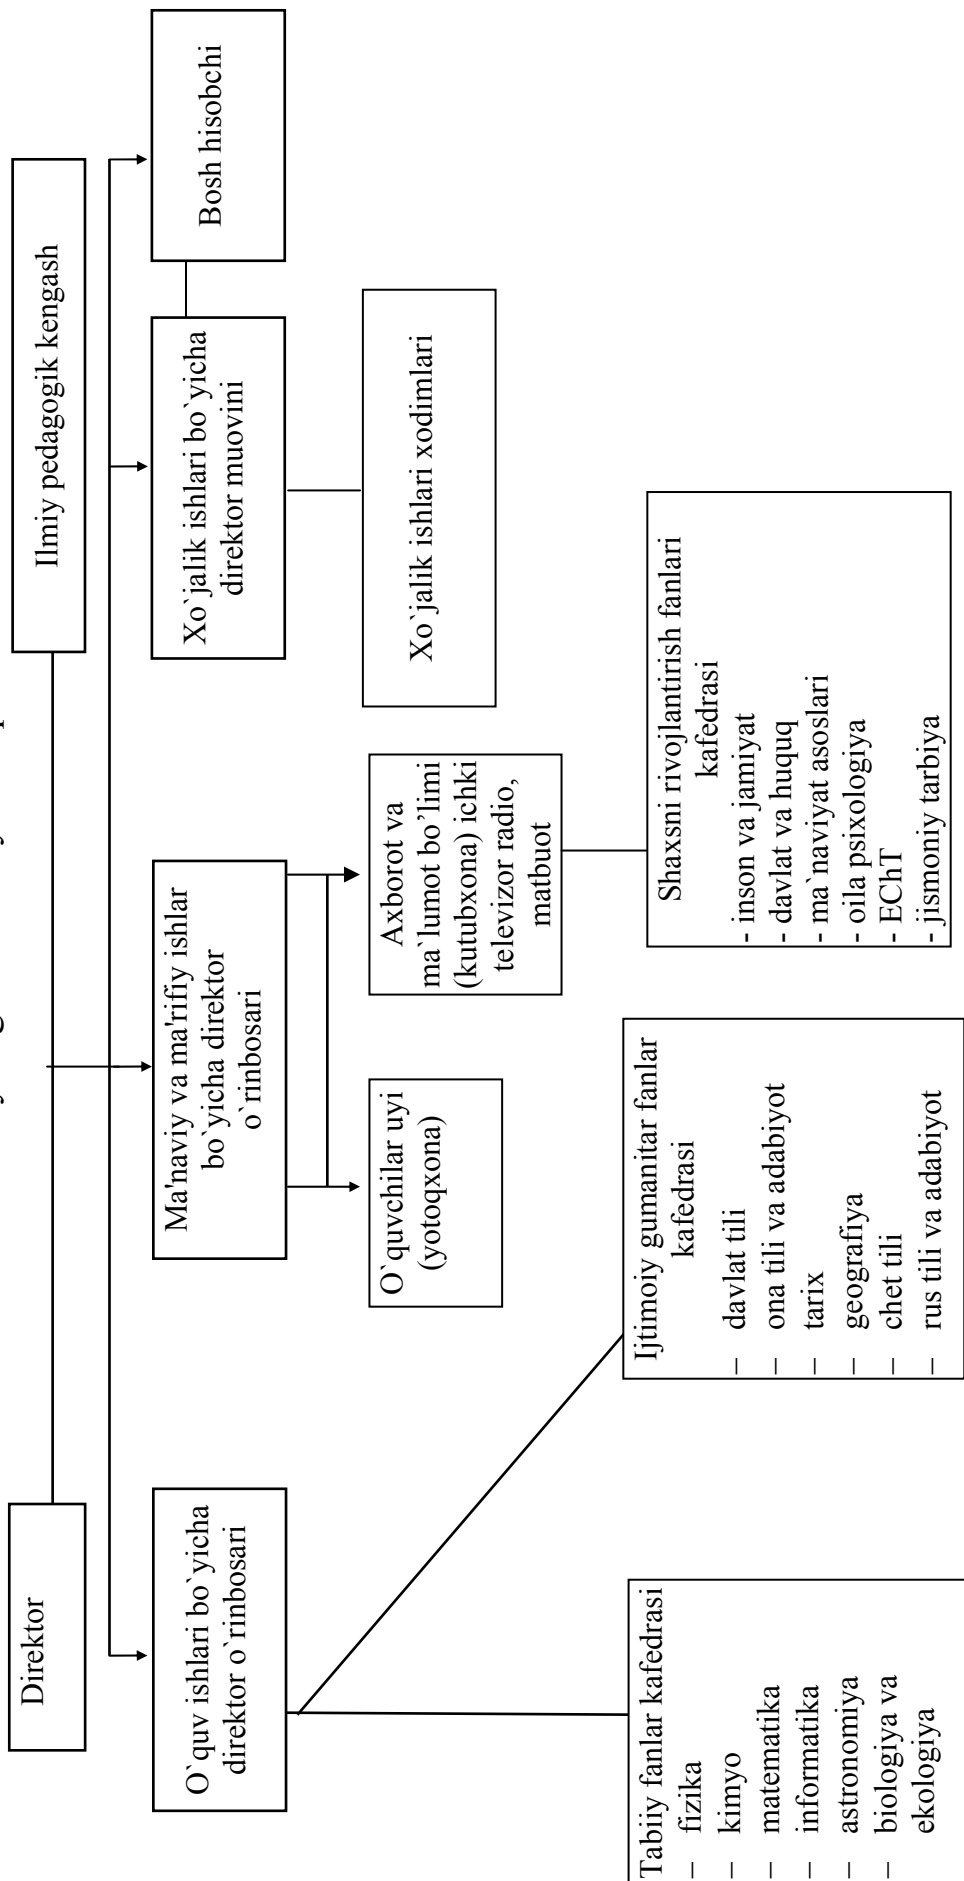 Direktor
Ilmiy pedagogik kengash
O`quv ishlari bo`yicha
direktor o`rinbosari
Ma'naviy va ma'rifiy ishlar
bo`yicha direktor
o`rinbosari
Xo`jalik ishlari bo`yicha
direktor muovini
Bosh hisobchi
O`quvchilar uyi
(yotoqxona)
Axborot va
ma`lumot bo’limi
(kutubxona) ichki
televizor radio,
matbuot
Xo`jalik ishlari xodimlari
Tabiiy fanlar kafedrasi
– fizika
– kimyo
– matematika
– informatika
– astronomiya
– biologiya va
ekologiya
Ijtimoiy gumanitar fanlar
kafedrasi
– davlat tili
– ona tili va adabiyot
– tarix
– geografiya
– chet tili
– rus tili va adabiyot
Shaxsni rivojlantirish fanlari
kafedrasi
- inson va jamiyat
- davlat va huquq
- ma`naviyat asoslari
- oila psixologiya
- EChT
- jismoniy tarbiya